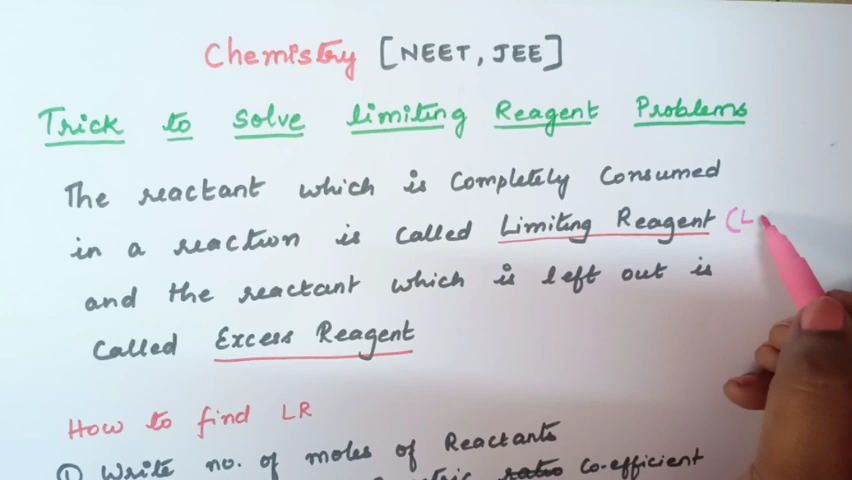 Chemistry [NEET, JEE]
Trick to solve limiting Reagent Problems
The reactant which is completely consumed
in a reaction is called Limiting Reagent (L
and the reactant which is left out is
called Excess Reagent
How to find LR
① Write no. of moles of Reactants
ratio co-efficient